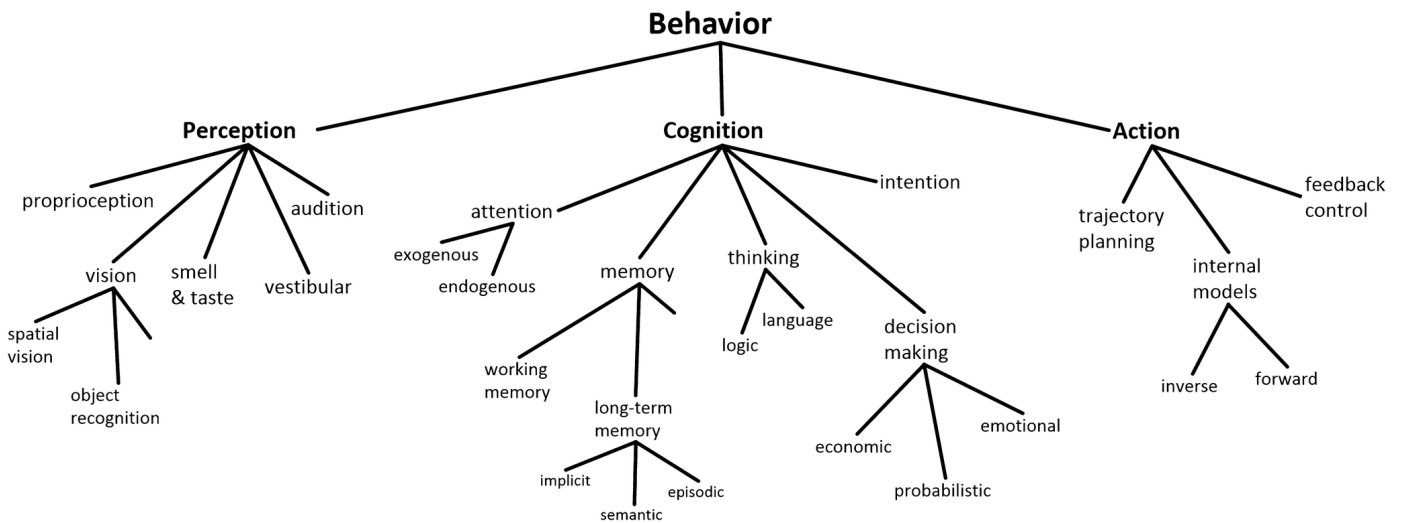 Behavior
Perception
Cognition
Action
proprioception
vision
smell
& taste
vestibular
audition
spatial
vision
object
recognition
attention
exogenous
endogenous
memory
working
memory
long-term
memory
implicit
semantic
episodic
thinking
logic
language
decision
making
economic
probabilistic
emotional
intention
trajectory
planning
internal
models
inverse
forward
feedback
control